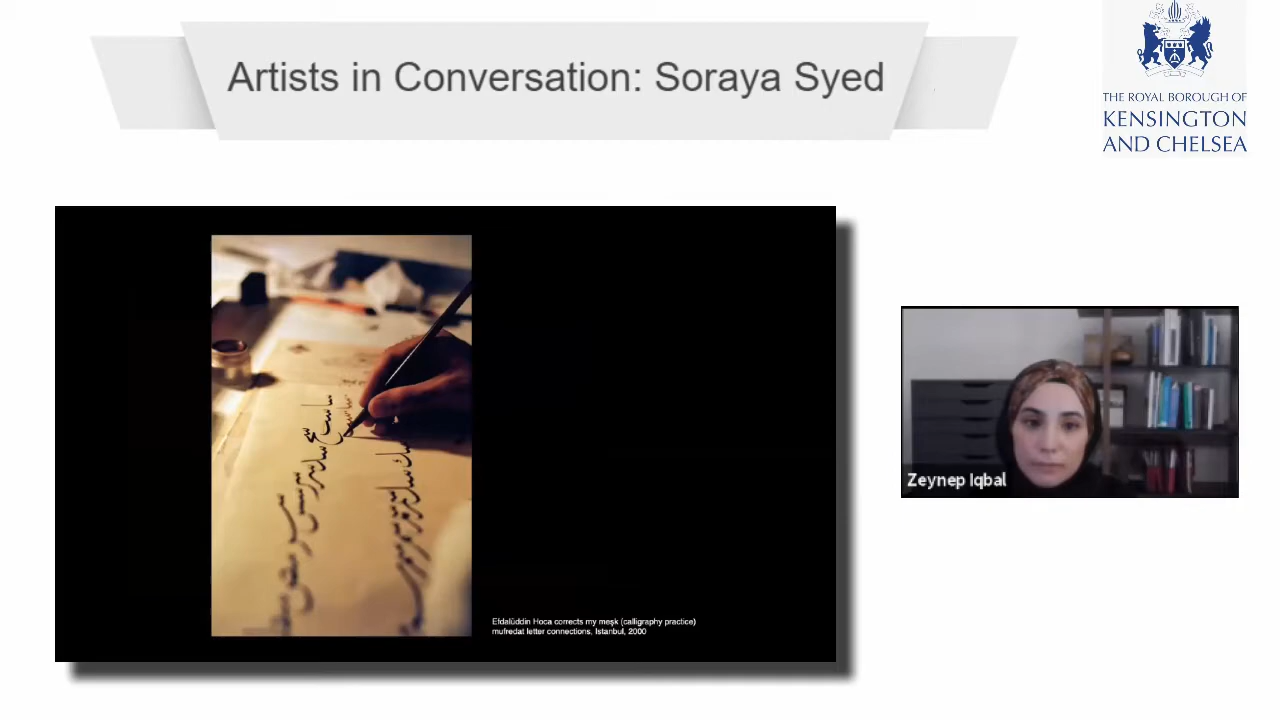 Artists in Conversation: Soraya Syed
THE ROYAL BOROUGH OF
KENSINGTON
AND CHELSEA
Zeynep Iqbal
Efdalüddin Hoca corrects my meşk (calligraphy practice)
mufredat letter connections, Istanbul, 2000